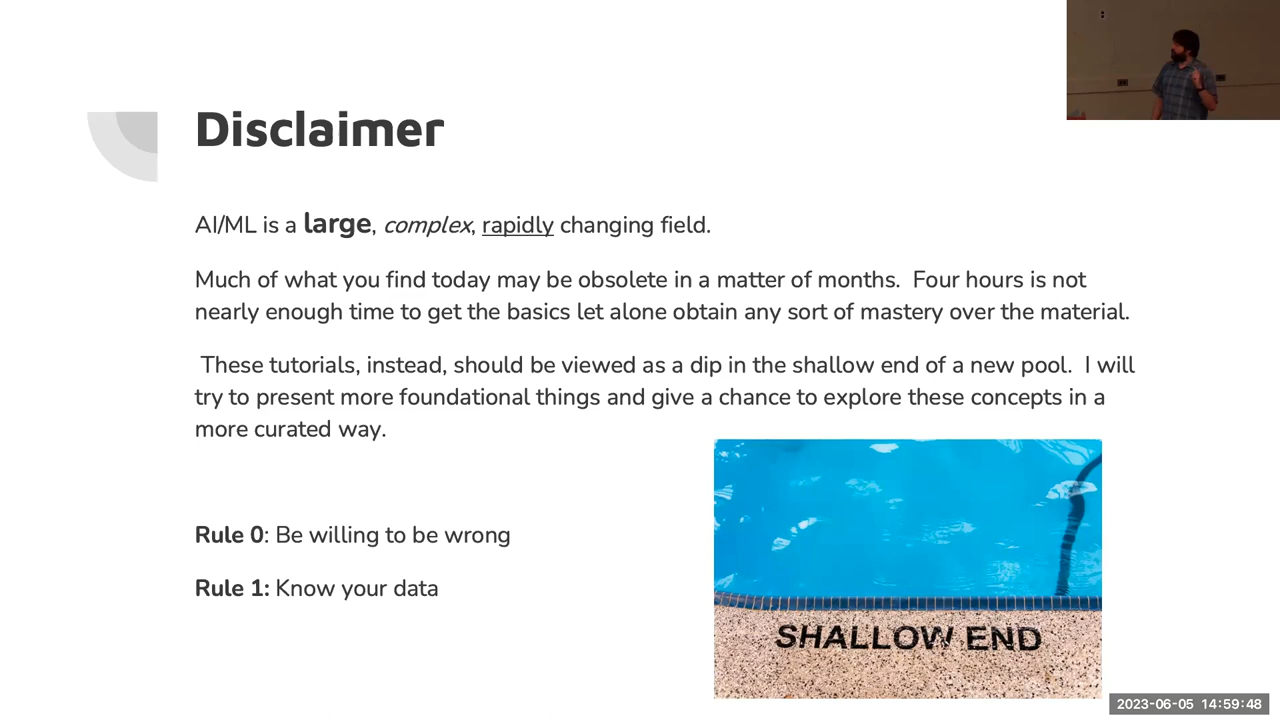 Disclaimer
AI/ML is a large, complex, rapidly changing field.
Much of what you find today may be obsolete in a matter of months.  Four hours is not
nearly enough time to get the basics let alone obtain any sort of mastery over the material.
These tutorials, instead, should be viewed as a dip in the shallow end of a new pool.  I will
try to present more foundational things and give a chance to explore these concepts in a
more curated way.
Rule 0: Be willing to be wrong
Rule 1: Know your data
SHALLOW END
2023-06-05 14:59:48